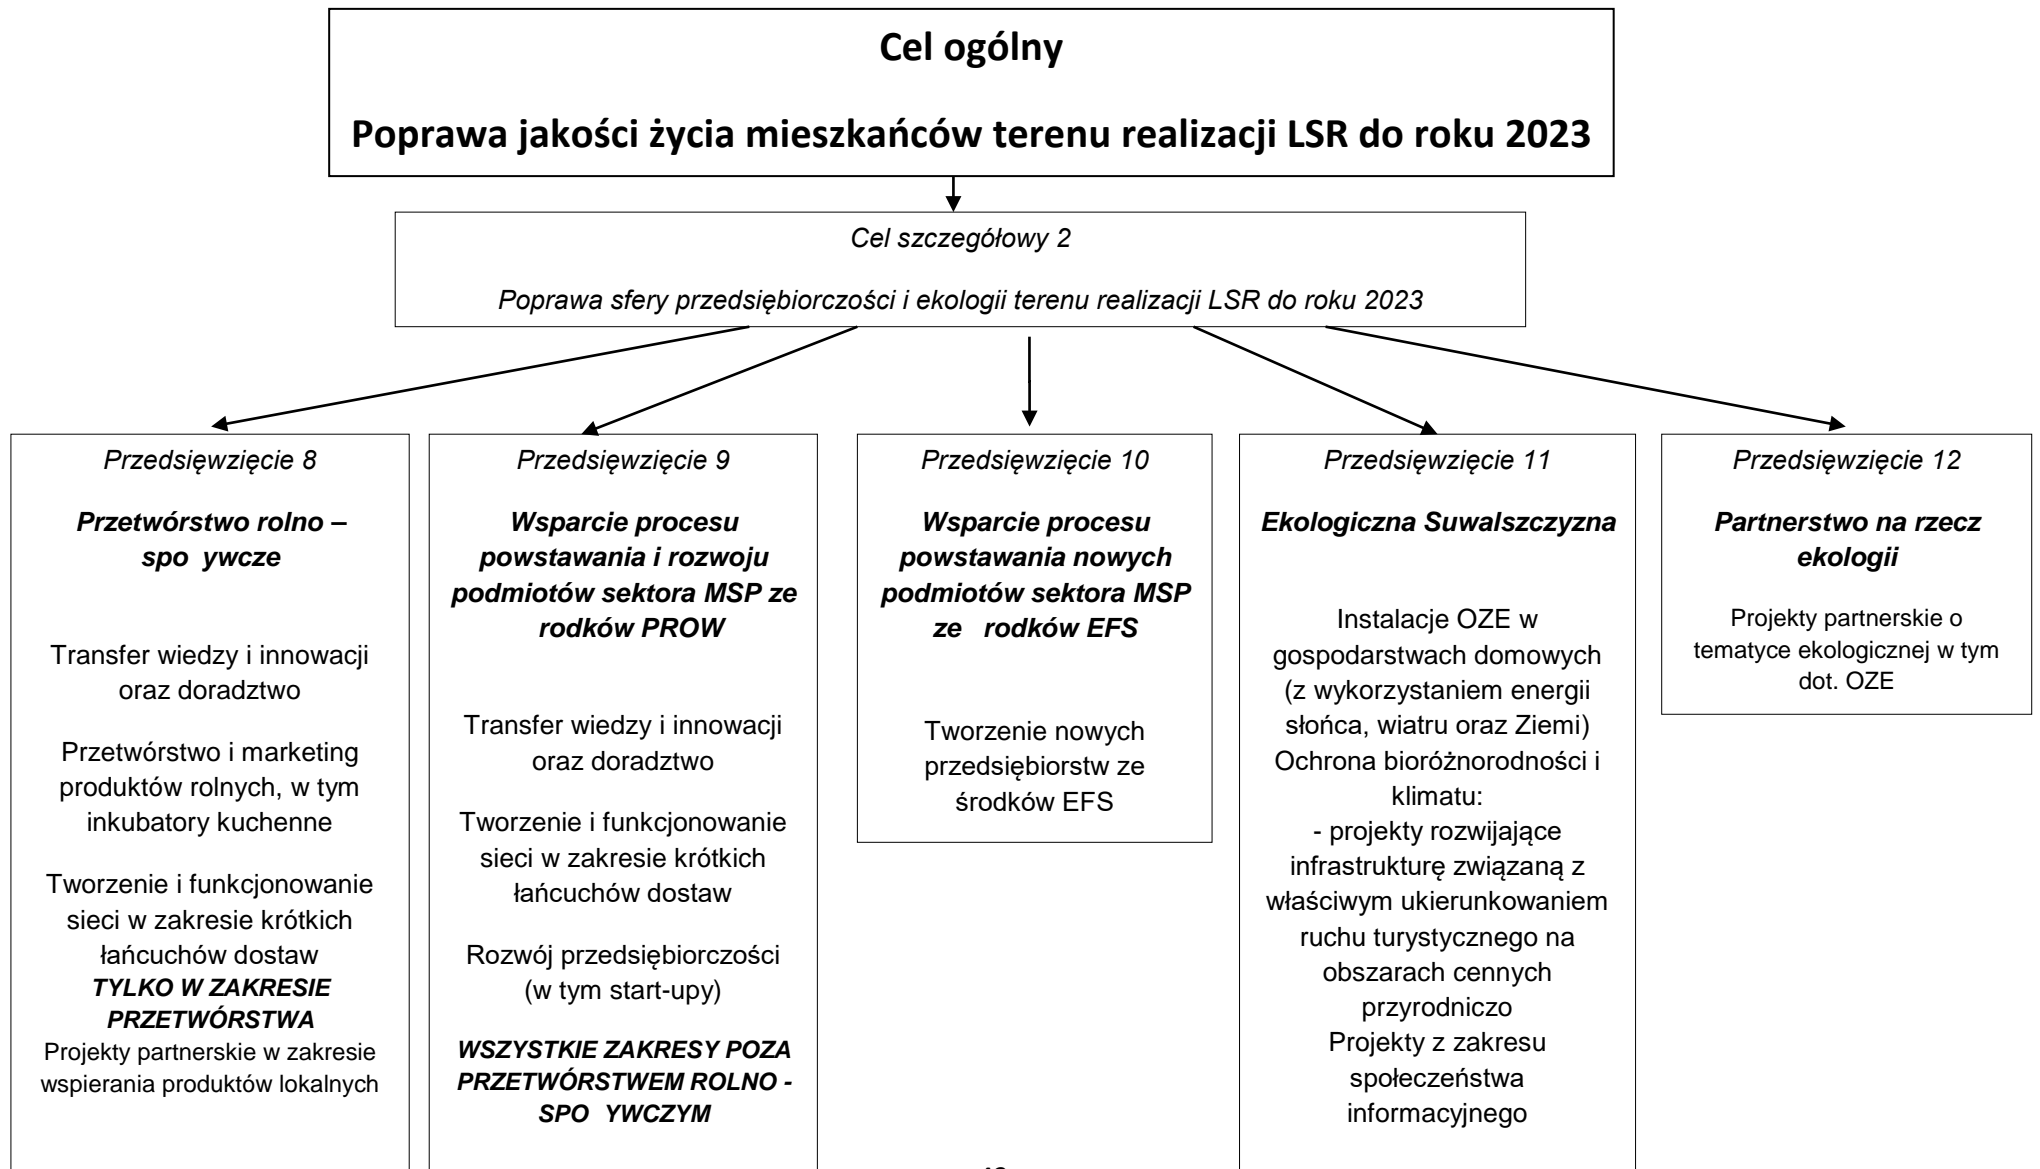 Cel ogólny
Poprawa jakości życia mieszkańców terenu realizacji LSR do roku 2023
Cel szczegółowy 2
Poprawa sfery przedsiębiorczości i ekologii terenu realizacji LSR do roku 2023
Przedsięwzięcie 8
Przetwórstwo rolno –
spo ywcze
Transfer wiedzy i innowacji
oraz doradztwo
Przetwórstwo i marketing
produktów rolnych, w tym
inkubatory kuchenne
Tworzenie i funkcjonowanie
sieci w zakresie krótkich
łańcuchów dostaw
TYLKO W ZAKRESIE
PRZETWÓRSTWA
Projekty partnerskie w zakresie
wspierania produktów lokalnych
Przedsięwzięcie 9
Wsparcie procesu
powstawania i rozwoju
podmiotów sektora MSP ze
rodków PROW
Transfer wiedzy i innowacji
oraz doradztwo
Tworzenie i funkcjonowanie
sieci w zakresie krótkich
łańcuchów dostaw
Rozwój przedsiębiorczości
(w tym start-upy)
WSZYSTKIE ZAKRESY POZA
PRZETWÓRSTWEM ROLNO -
SPO YWCZYM
Przedsięwzięcie 10
Wsparcie procesu
powstawania nowych
podmiotów sektora MSP
ze rodków EFS
Tworzenie nowych
przedsiębiorstw ze
środków EFS
Przedsięwzięcie 11
Ekologiczna Suwalszczyzna
Instalacje OZE w
gospodarstwach domowych
(z wykorzystaniem energii
słońca, wiatru oraz Ziemi)
Ochrona bioróżnorodności i
klimatu:
- projekty rozwijające
infrastrukturę związaną z
właściwym ukierunkowaniem
ruchu turystycznego na
obszarach cennych
przyrodniczo
Projekty z zakresu
społeczeństwa
informacyjnego
Przedsięwzięcie 12
Partnerstwo na rzecz
ekologii
Projekty partnerskie o
tematyce ekologicznej w tym
dot. OZE